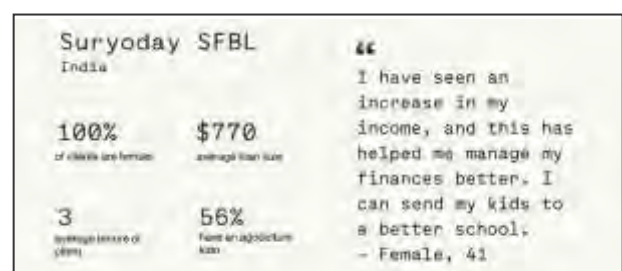 Suryoday SFBL
India
100%
of clients are female
$770
average loan size
3
average tenure of
56%
have an agriculture
loan
“
I have seen an
increase in my
income, and this has
helped me manage my
finances better. I
can send my kids to
a better school.
- Female, 41